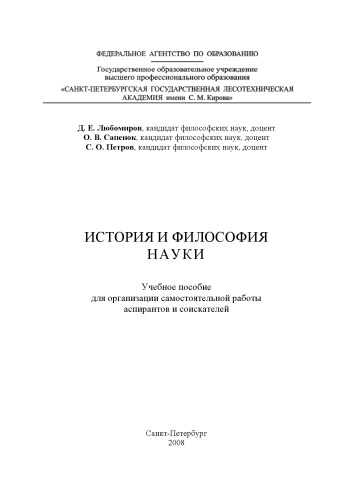 ФЕДЕРАЛЬНОЕ АГЕНТСТВО ПО ОБРАЗОВАНИЮ
Государственное образовательное учреждение
высшего профессионального образования
«САНКТ-ПЕТЕРБУРГСКАЯ ГОСУДАРСТВЕННАЯ ЛЕСОТЕХНИЧЕСКАЯ
АКАДЕМИЯ имени С. М. Кирова»
Д. Е. Любомиров, кандидат философских наук, доцент
О. В. Сапенок, кандидат философских наук, доцент
С. О. Петров, кандидат философских наук, доцент
ИСТОРИЯ И ФИЛОСОФИЯ
НАУКИ
Учебное пособие
для организации самостоятельной работы
аспирантов и соискателей
Санкт-Петербург
2008